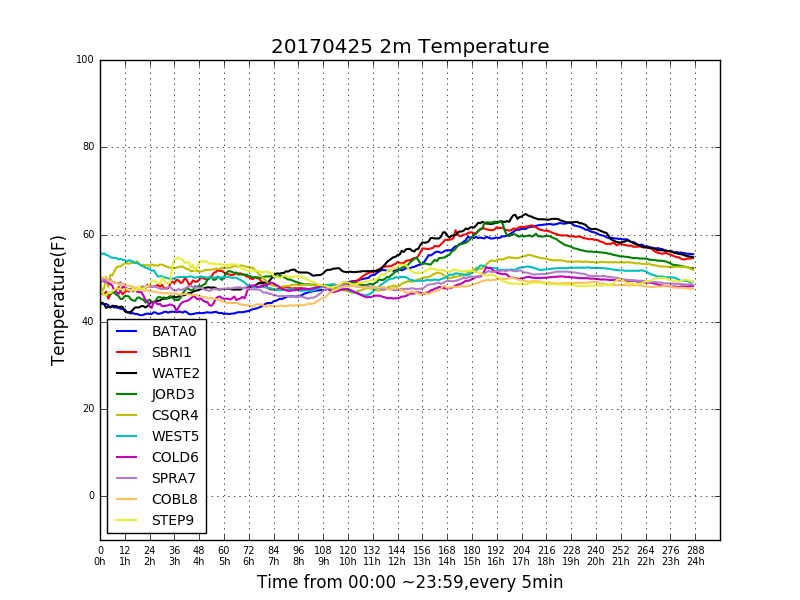 20170425 2m Temperature
100
80
60
40
20
0
Temperature(F)
BATA0
SBRI1
WATE2
JORD3
CSQR4
WEST5
COLD6
SPRA7
COBL8
STEP9
0 12 24 36 48 60 72 84 96 108 120 132 144 156 168 180 192 204 216 228 240 252 264 276 288
0h 1h 2h 3h 4h 5h 6h 7h 8h 9h 10h 11h 12h 13h 14h 15h 16h 17h 18h 19h 20h 21h 22h 23h 24h
Time from 00:00 ~23:59,every 5min